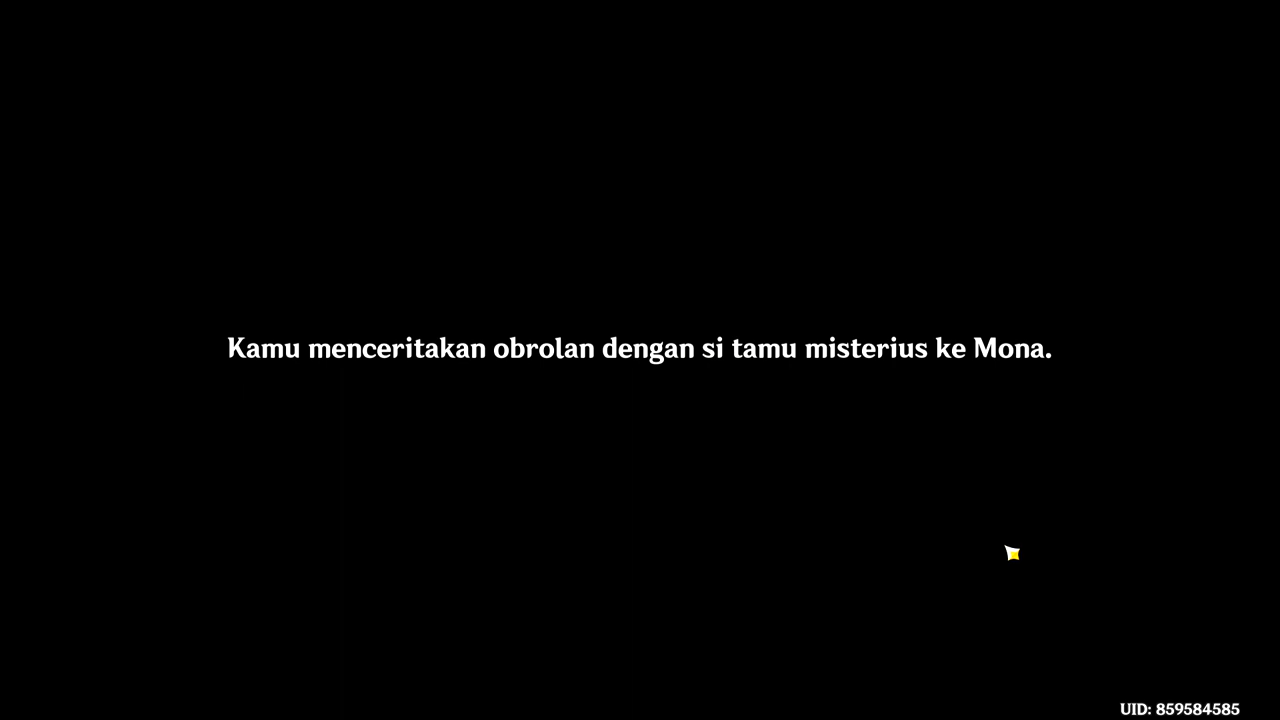 Kamu menceritakan obrolan dengan si tamu misterius ke Mona.
UID: 859584585